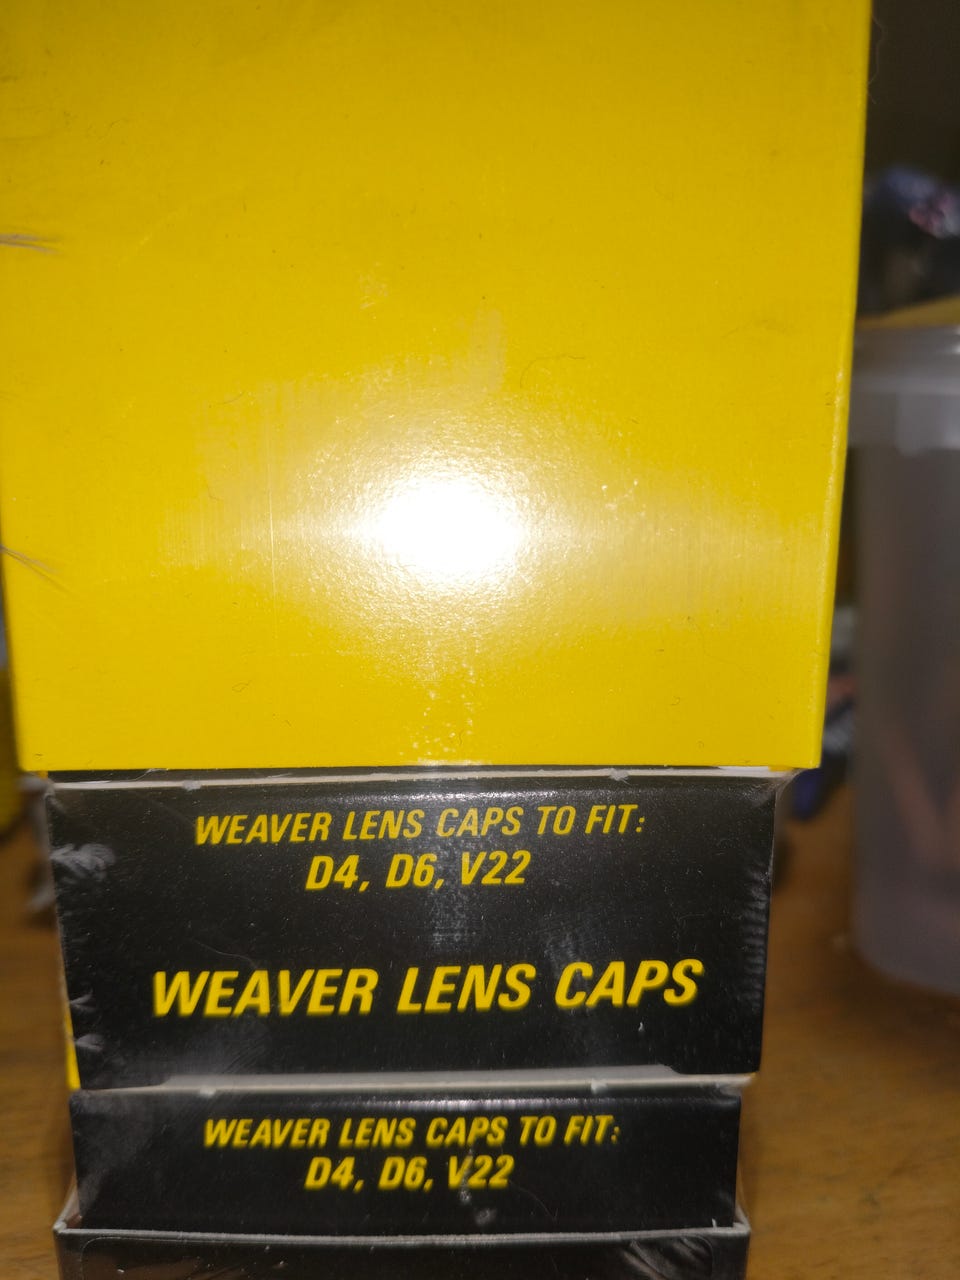 WEAVER LENS CAPS TO FIT:
D4, D6, V22
WEAVER LENS CAPS
WEAVER LENS CAPS TO FIT:
D4, D6, V22